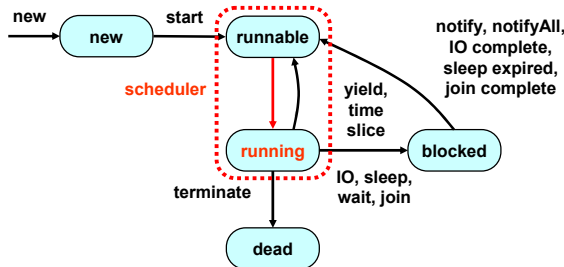 new
new
start
runnable
notify, notifyAll,
IO complete,
sleep expired,
join complete
scheduler
yield,
time
slice
running
blocked
IO, sleep,
wait, join
terminate
dead